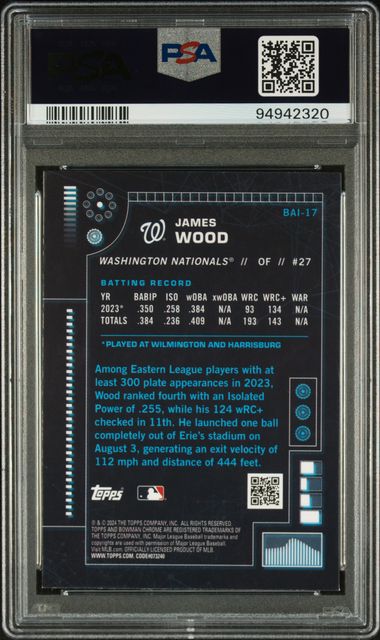 PSA
PSA
94942320
BAI-17
W
JAMES
WOOD
WASHINGTON NATIONALS® // OF // #27
BATTING RECORD
YR BABIP ISO wOBA xwOBA WRC WRC+ WAR
2023* .350 .258 .384 N/A 93 134 N/A
TOTALS .384 .236 .409 N/A 193 143 N/A
*PLAYED AT WILMINGTON AND HARRISBURG
Among Eastern League players with at
least 300 plate appearances in 2023,
Wood ranked fourth with an Isolated
Power of .255, while his 124 wRC+
checked in 11th. He launched one ball
completely out of Erie's stadium on
August 3, generating an exit velocity of
112 mph and distance of 444 feet.
Topps
® & © 2024 THE TOPPS COMPANY, INC. ALL RIGHTS RESERVED.
TOPPS AND BOWMAN CHROME ARE REGISTERED TRADEMARKS OF
THE TOPPS COMPANY, INC. Major League Baseball trademarks and
copyrights are used with permission of Major League Baseball.
Visit MLB.com. OFFICIALLY LICENSED PRODUCT OF MLB.
WWW.TOPPS.COM. CODE#073240